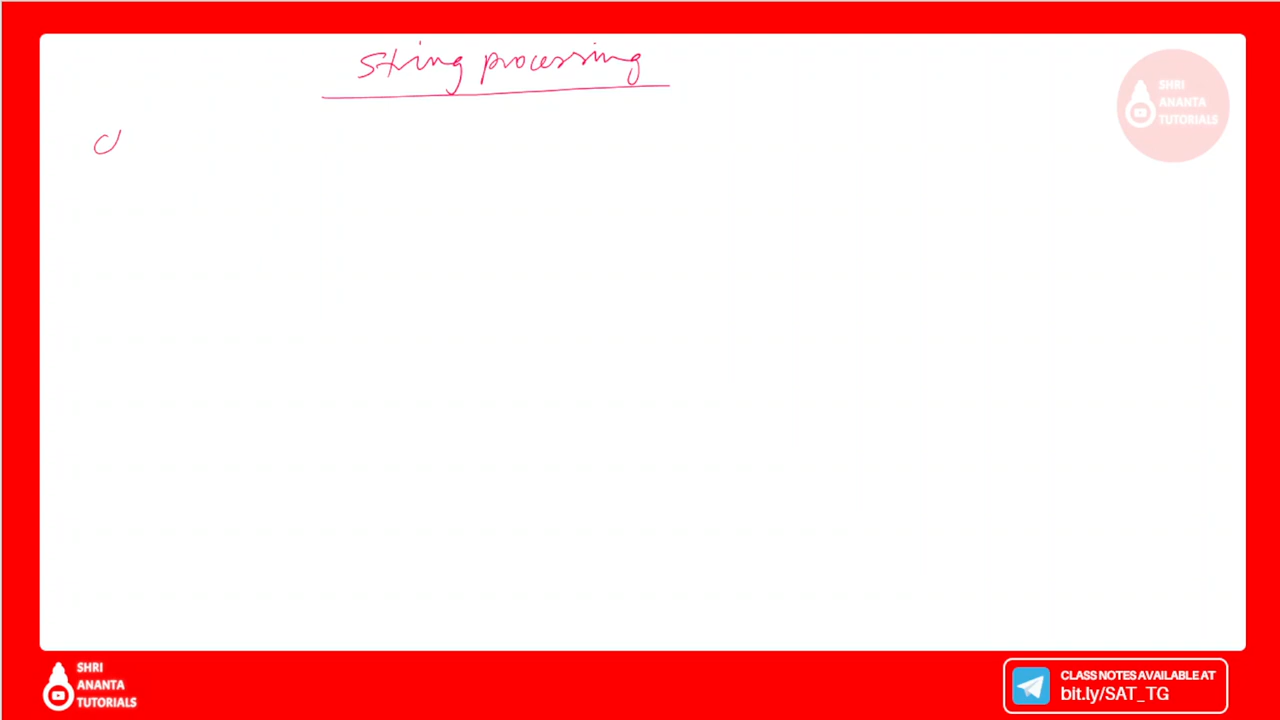 String processing
SHRI
ANANTA
TUTORIALS
SHRI
ANANTA
TUTORIALS
CLASS NOTES AVAILABLE AT
bit.ly/SAT_TG